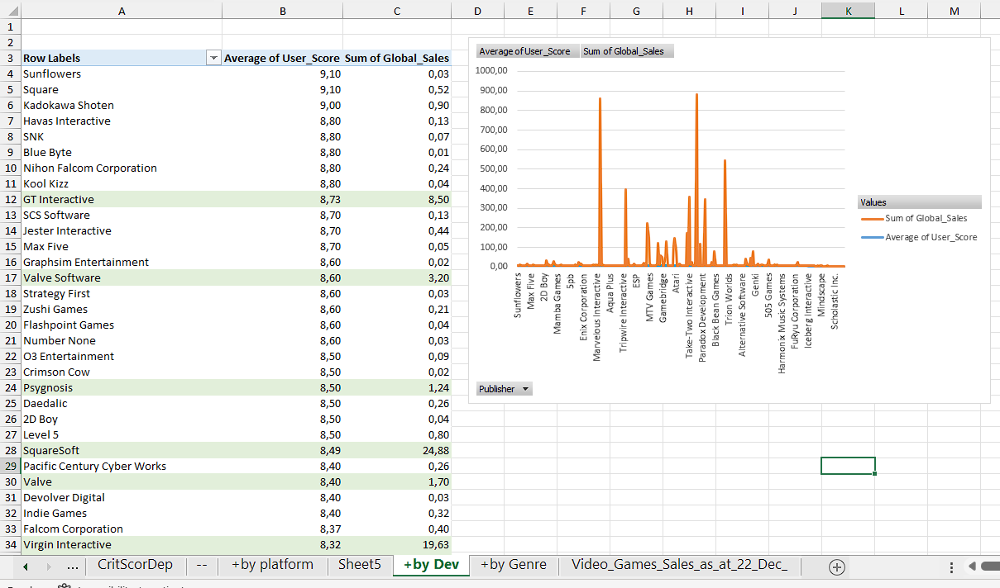 A B C D E F G H I J K L M
1
2
3 Row Labels Average of User_Score Sum of Global_Sales
4 Sunflowers 9,10 0,03
5 Square 9,10 0,52
6 Kadokawa Shoten 9,00 0,90
7 Havas Interactive 8,80 0,13
8 SNK 8,80 0,07
9 Blue Byte 8,80 0,01
10 Nihon Falcom Corporation 8,80 0,24
11 Kool Kizz 8,80 0,04
12 GT Interactive 8,73 8,50
13 SCS Software 8,70 0,13
14 Jester Interactive 8,70 0,44
15 Max Five 8,70 0,05
16 Graphsim Entertainment 8,60 0,02
17 Valve Software 8,60 3,20
18 Strategy First 8,60 0,03
19 Zushi Games 8,60 0,21
20 Flashpoint Games 8,60 0,04
21 Number None 8,60 0,03
22 O3 Entertainment 8,50 0,09
23 Crimson Cow 8,50 0,02
24 Psygnosis 8,50 1,24
25 Daedalic 8,50 0,26
26 2D Boy 8,50 0,04
27 Level 5 8,50 0,80
28 SquareSoft 8,49 24,88
29 Pacific Century Cyber Works 8,40 0,26
30 Valve 8,40 1,70
31 Devolver Digital 8,40 0,03
32 Indie Games 8,40 0,32
33 Falcom Corporation 8,37 0,40
34 Virgin Interactive 8,32 19,63
Average of User_Score Sum of Global_Sales
1000,00
900,00
800,00
700,00
600,00
500,00
400,00
300,00
200,00
100,00
0,00
Sunflowers
Max Five
2D Boy
Mamba Games
5pb
Enix Corporation
Marvelous Interactive
Aqua Plus
Tripwire Interactive
ESP
MTV Games
Gamebridge
Atari
Take-Two Interactive
Paradox Development
Black Bean Games
Trion Worlds
Alternative Software
Genki
505 Games
Harmonix Music Systems
FuRyu Corporation
Iceberg Interactive
Mindscape
Scholastic Inc.
Values
Sum of Global_Sales
Average of User_Score
Publisher
... CritScorDep -- +by platform Sheet5 +by Dev +by Genre Video_Games_Sales_as_at_22_Dec_